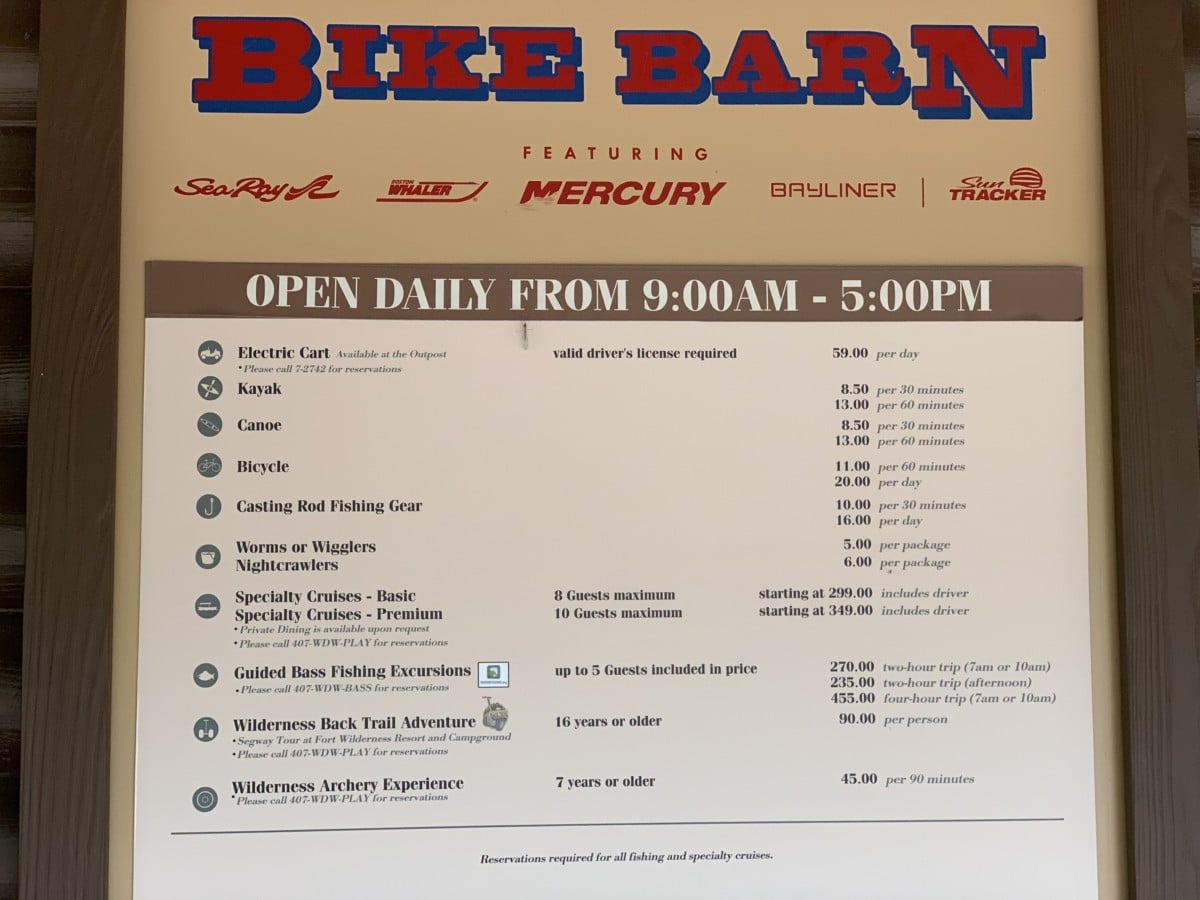 BIKE BARN
FEATURING
Sea Ray BOSTON WHALER MERCURY BAYLINER Sun TRACKER
OPEN DAILY FROM 9:00AM - 5:00PM
Electric Cart Available at the Outpost valid driver's license required 59.00 per day
• Please call 7-2742 for reservations
Kayak 8.50 per 30 minutes
13.00 per 60 minutes
Canoe 8.50 per 30 minutes
13.00 per 60 minutes
Bicycle 11.00 per 60 minutes
20.00 per day
Casting Rod Fishing Gear 10.00 per 30 minutes
16.00 per day
Worms or Wigglers 5.00 per package
Nightcrawlers 6.00 per package
Specialty Cruises - Basic 8 Guests maximum starting at 299.00 includes driver
Specialty Cruises - Premium 10 Guests maximum starting at 349.00 includes driver
• Private Dining is available upon request
• Please call 407-WDW-PLAY for reservations
Guided Bass Fishing Excursions up to 5 Guests included in price 270.00 two-hour trip (7am or 10am)
• Please call 407-WDW-BASS for reservations 235.00 two-hour trip (afternoon)
455.00 four-hour trip (7am or 10am)
Wilderness Back Trail Adventure 16 years or older 90.00 per person
• Segway Tour at Fort Wilderness Resort and Campground
• Please call 407-WDW-PLAY for reservations
Wilderness Archery Experience 7 years or older 45.00 per 90 minutes
• Please call 407-WDW-PLAY for reservations
Reservations required for all fishing and specialty cruises.